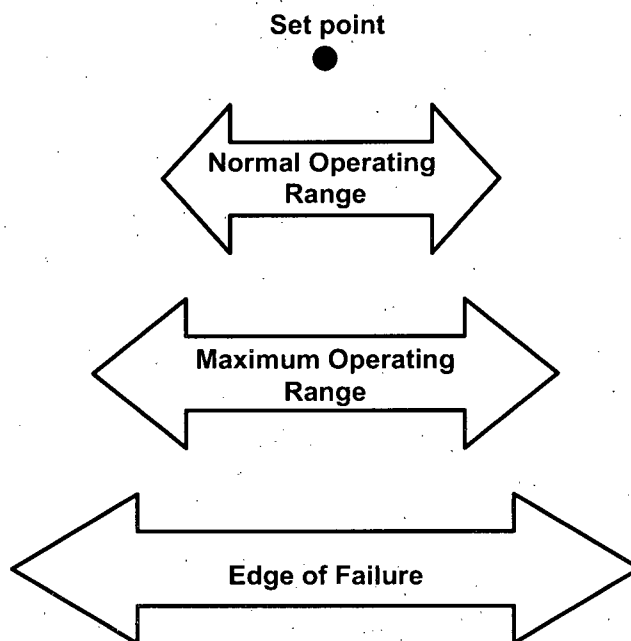 Set point
Normal Operating
Range
Maximum Operating
Range
Edge of Failure